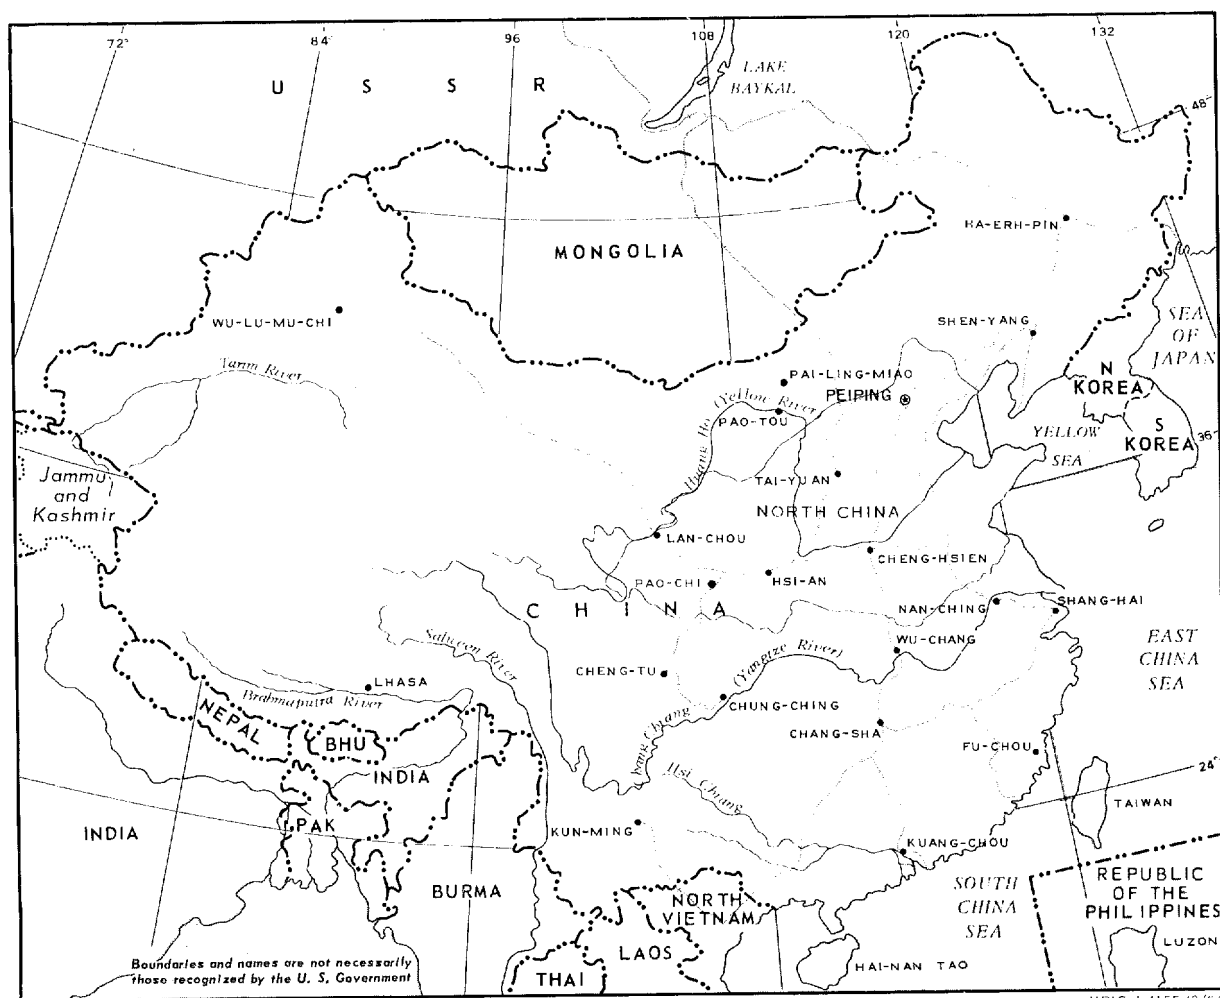 72°
84°
96
108
120
132
U S S R
LAKE
BAYKAL
48°
HA-ERH-PIN
MONGOLIA
WU-LU-MU-CHI
SHEN-YANG
SEA
OF
JAPAN
Tarim River
PAI-LING-MIAO
PEIPING
N
KOREA
Huang Ho (Yellow River
PAO-TOU
S
KOREA
YELLOW
SEA
36°
Jammu
and
Kashmir
TAI-YUAN
NORTH CHINA
LAN-CHOU
CHENG-HSIEN
PAO-CHI
HSI-AN
CHINA
NAN-CHING
SHANG-HAI
WU-CHANG
Salween River
EAST
CHINA
SEA
CHENG-TU
(Yangtze River)
LHASA
Brahmaputra River
CHUNG-CHING
NEPAL
BHU
CHANG-SHA
FU-CHOU
Chiang
INDIA
Hsi Chiang
24°
TAIWAN
INDIA
PAK
KUN-MING
KUANG-CHOU
BURMA
NORTH
VIETNAM
SOUTH
CHINA
SEA
REPUBLIC
OF THE
PHILIPPINES
LUZON
LAOS
HAI-NAN TAO
THAI
Boundaries and names are not necessarily
those recognized by the U. S. Government